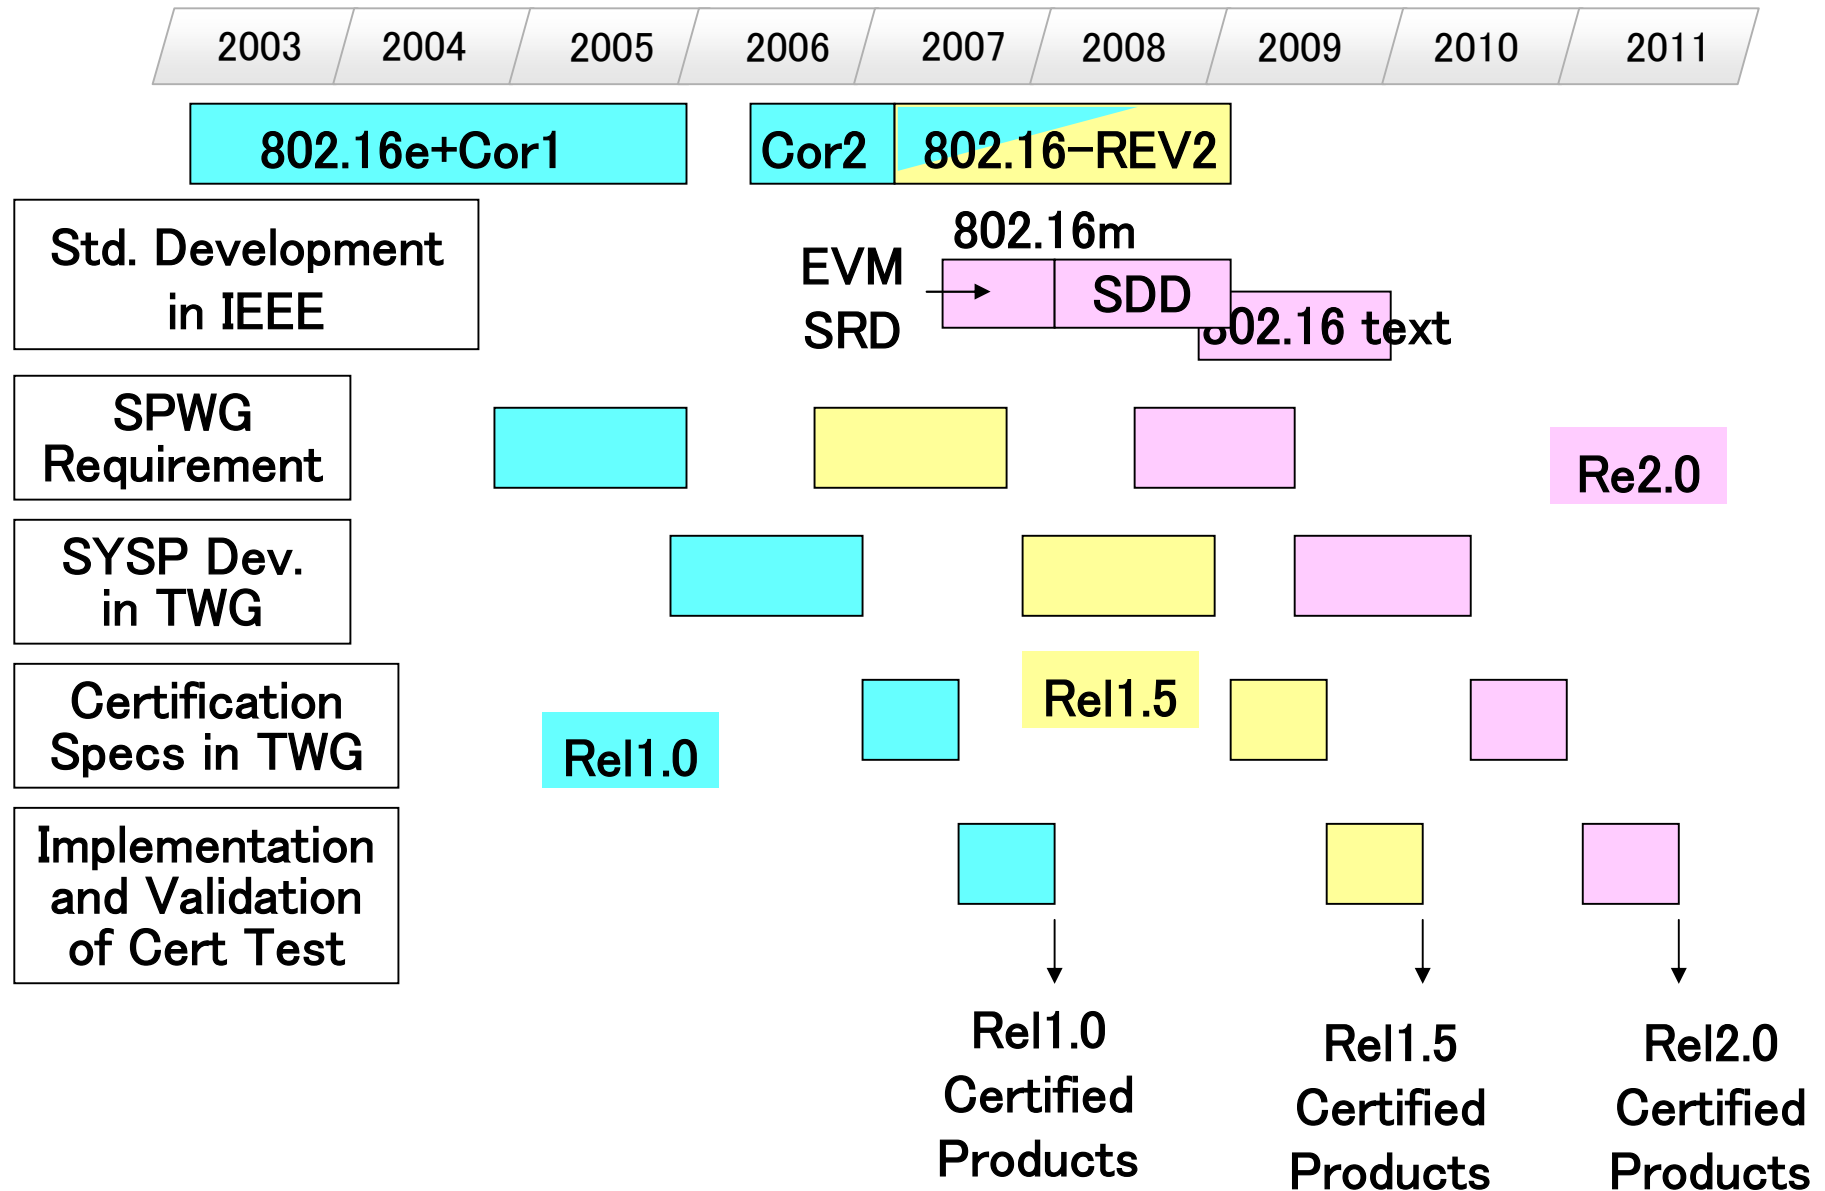 2003 2004 2005 2006 2007 2008 2009 2010 2011
802.16e+Cor1 Cor2 802.16-REV2
Std. Development
in IEEE
802.16m
EVM
SRD
SDD
802.16 text
SPWG
Requirement
Re2.0
SYSP Dev.
in TWG
Certification
Specs in TWG
Rel1.0
Rel1.5
Implementation
and Validation
of Cert Test
Rel1.0
Certified
Products
Rel1.5
Certified
Products
Rel2.0
Certified
Products